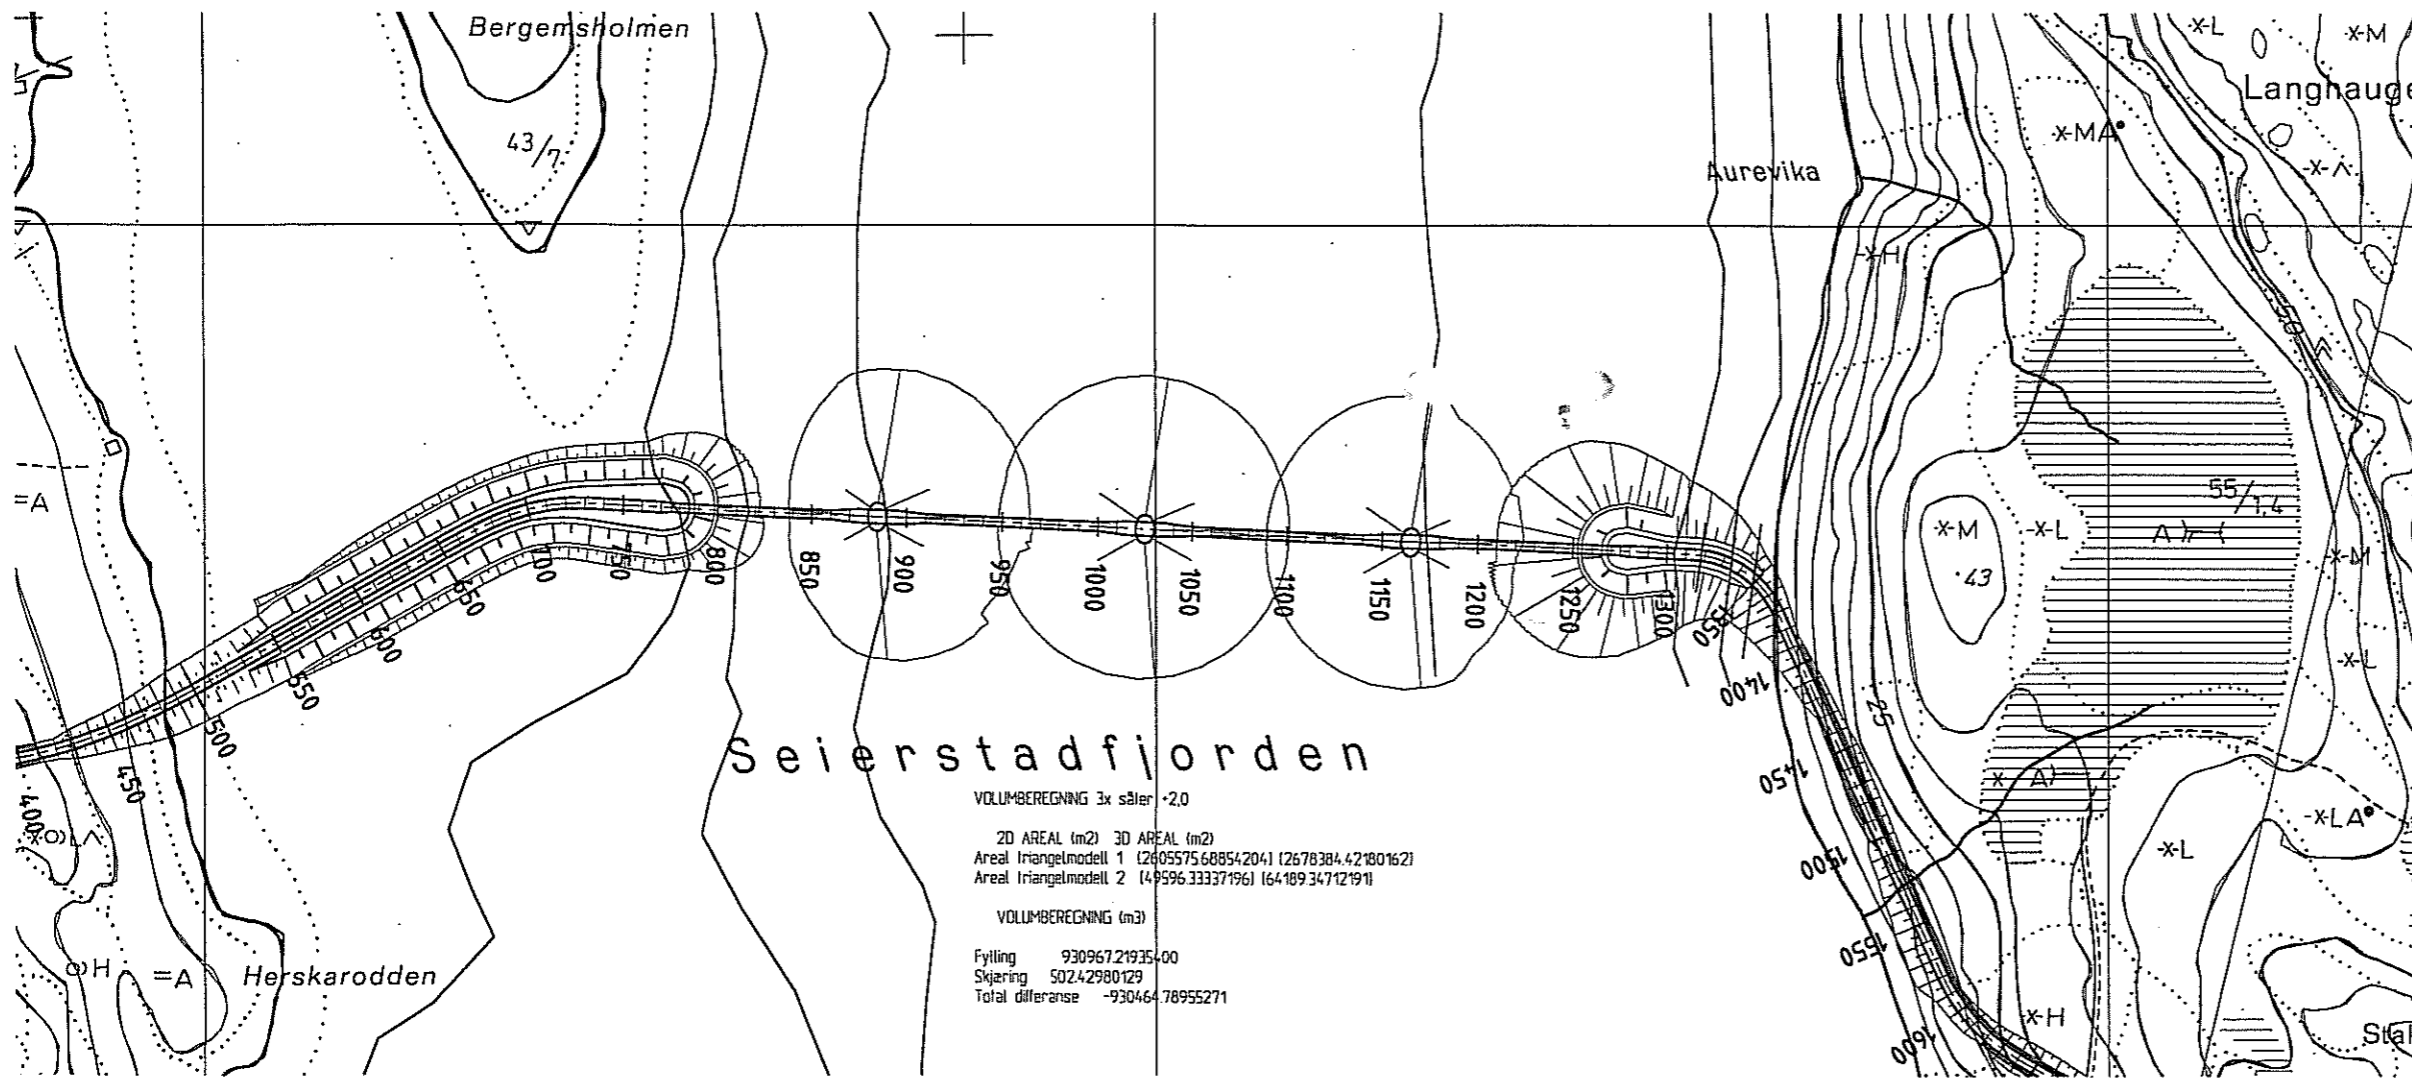 Bergemsholmen
-x-L
-x-M
Langhauge
43/7
-x-MA
Aurevika
-x-H
50
=A
55/1,4
-x-M
-x-L
A
-x-M
43
700
750
800
850
900
950
1000
1050
1100
1150
1200
1250
1300
1350
1400
650
600
550
500
450
400
-x-L
25
1450
Seierstadfjorden
VOLUMBEREGNING 3x såler +2,0
2D AREAL (m2) 3D AREAL (m2)
Areal triangelmodell 1 (2605575.68854204) (2678384.42180162)
Areal triangelmodell 2 (49596.33337196) (64189.34712191)
VOLUMBEREGNING (m3)
Fylling 930967.21935400
Skjæring 502.42980129
Total differanse -930464.78955271
x A
-x-LA
-x-L
1500
1550
H
=A
Herskarodden
-x-H
1600